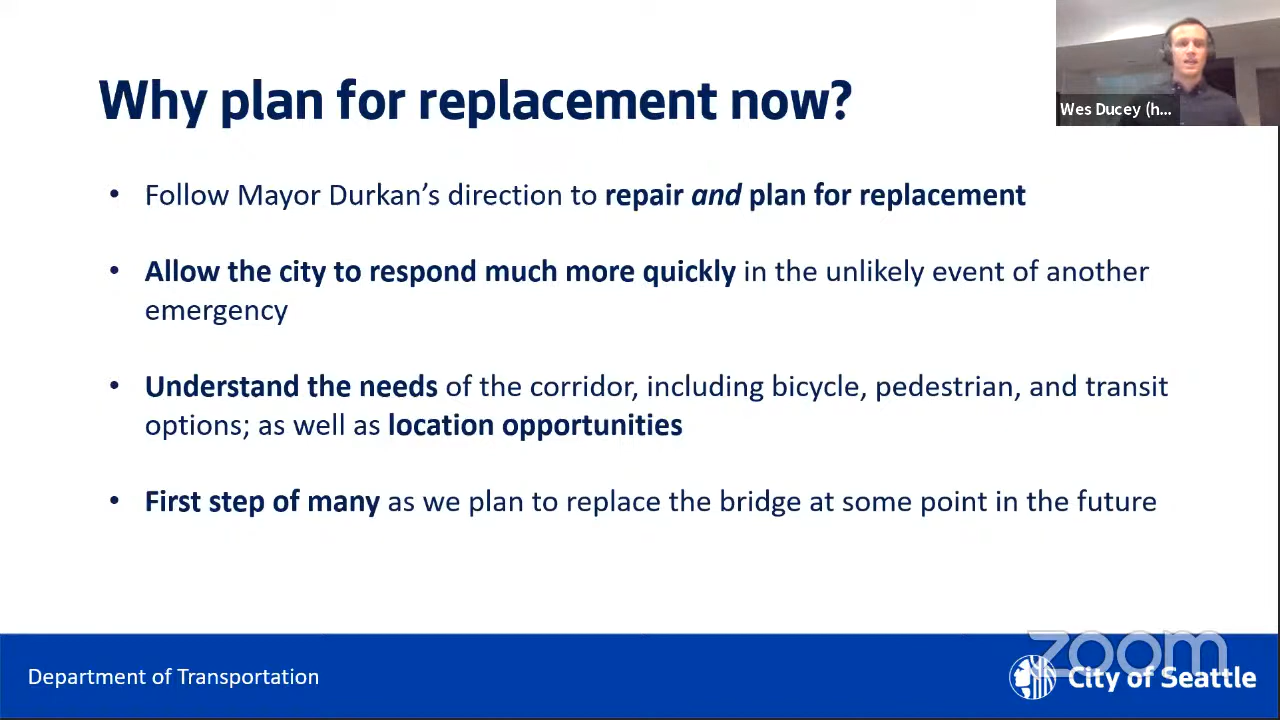 Why plan for replacement now?
Wes Ducey (h...
• Follow Mayor Durkan’s direction to repair and plan for replacement
• Allow the city to respond much more quickly in the unlikely event of another
emergency
• Understand the needs of the corridor, including bicycle, pedestrian, and transit
options; as well as location opportunities
• First step of many as we plan to replace the bridge at some point in the future
zoom
Department of Transportation
City of Seattle